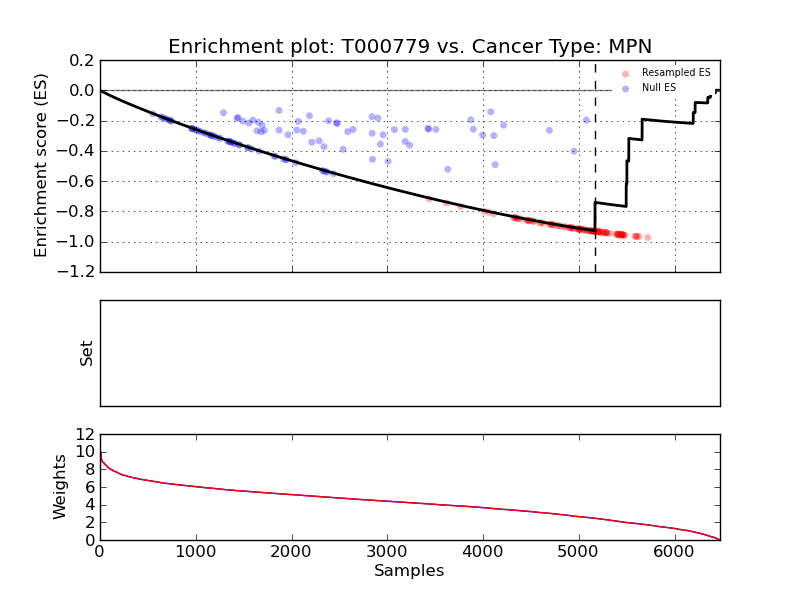 Enrichment plot: T000779 vs. Cancer Type: MPN
Enrichment score (ES)
0.2
0.0
−0.2
−0.4
−0.6
−0.8
−1.0
−1.2
Resampled ES
Null ES
Set
Weights
12
10
8
6
4
2
0
0 1000 2000 3000 4000 5000 6000
Samples